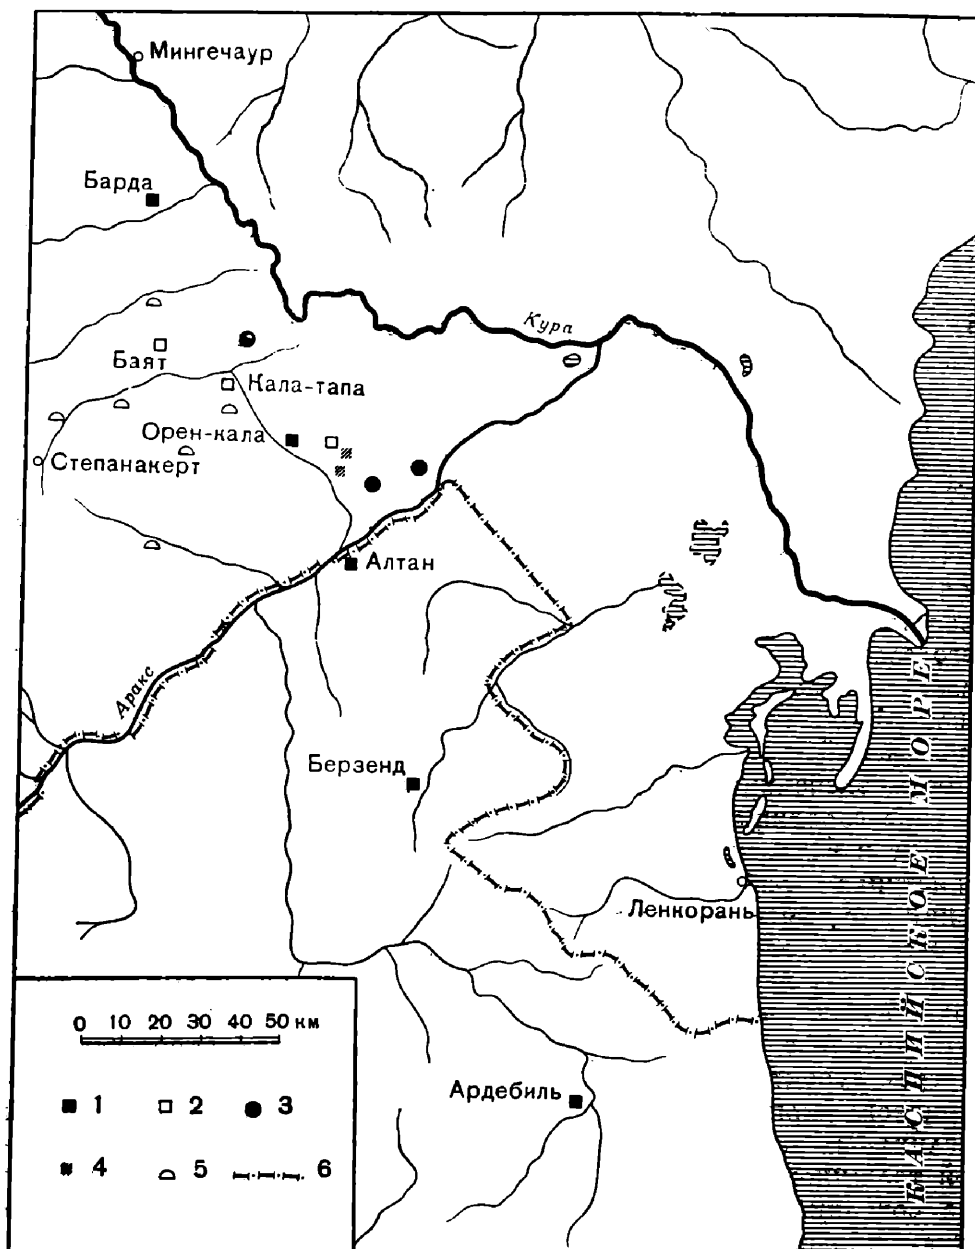 Мингечаур
Барда
Кура
Баят
Кала-тапа
Орен-кала
Степанакерт
Алтан
Аракс
Берзенд
КАСПИЙСКОЕ МОРЕ
Ленкорань
Ардебиль
0 10 20 30 40 50 км
1 2 3
4 5 6